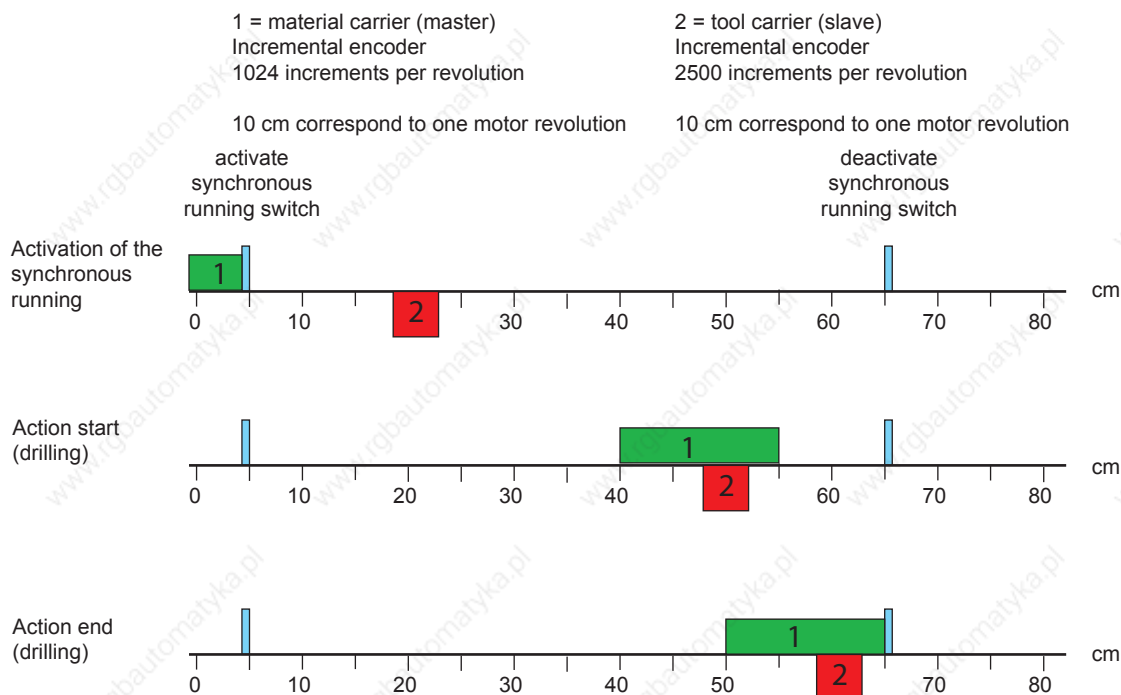 1 = material carrier (master)
Incremental encoder
1024 increments per revolution
10 cm correspond to one motor revolution
2 = tool carrier (slave)
Incremental encoder
2500 increments per revolution
10 cm correspond to one motor revolution
activate
synchronous
running switch
deactivate
synchronous
running switch
Activation of the
synchronous
running
1
2
cm
0 10 20 30 40 50 60 70 80
Action start
(drilling)
1
2
cm
0 10 20 30 40 50 60 70 80
Action end
(drilling)
1
2
cm
0 10 20 30 40 50 60 70 80
www.rgbautomatyka.pl